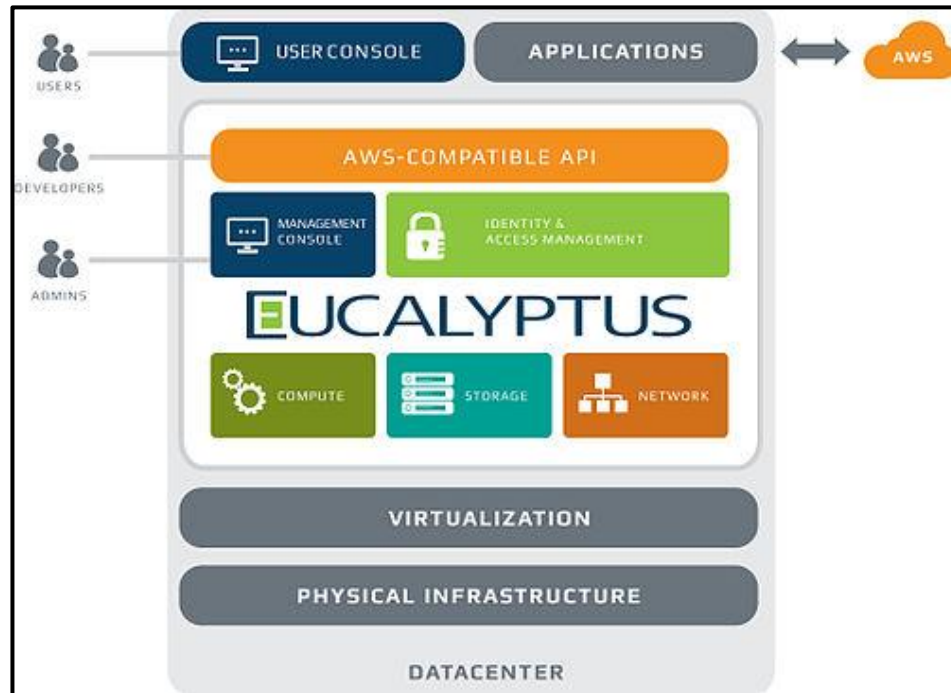 USERS
USER CONSOLE
APPLICATIONS
AWS
DEVELOPERS
AWS-COMPATIBLE API
ADMINS
MANAGEMENT
CONSOLE
IDENTITY &
ACCESS MANAGEMENT
EUCALYPTUS
COMPUTE
STORAGE
NETWORK
VIRTUALIZATION
PHYSICAL INFRASTRUCTURE
DATACENTER